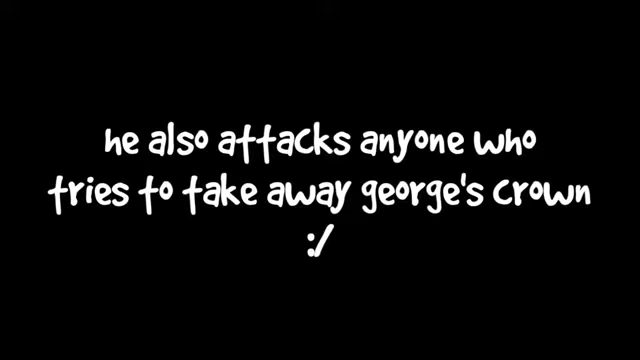 he also attacks anyone who
tries to take away george's crown
:/